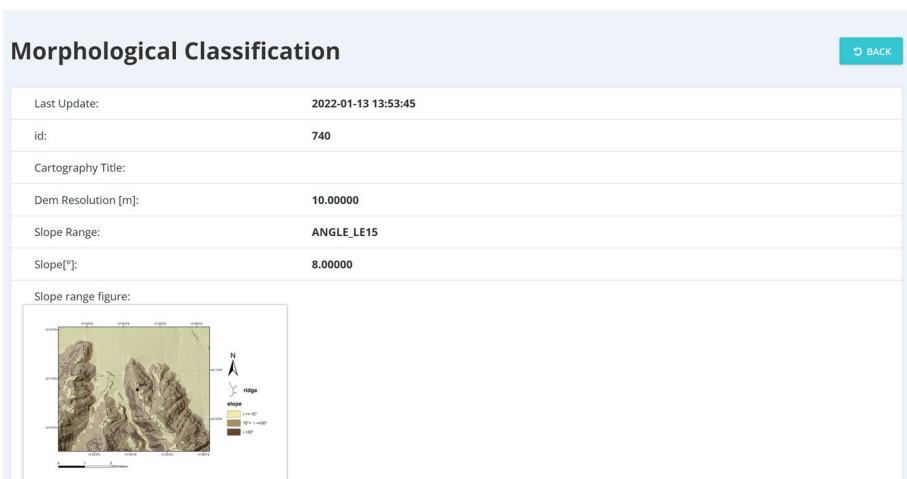 Morphological Classification
BACK
Last Update: 2022-01-13 13:53:45
id: 740
Cartography Title:
Dem Resolution [m]: 10.00000
Slope Range: ANGLE_LE15
Slope[°]: 8.00000
Slope range figure:
N
ridge
slope